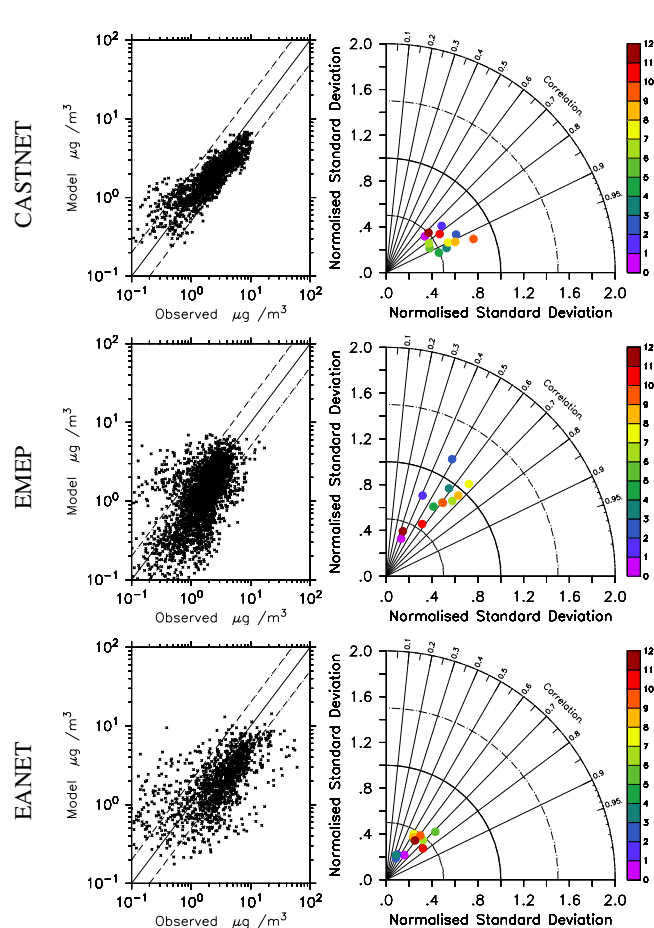 CASTNET
10² 10¹ 10⁰ 10⁻¹
Model µg /m³
10⁻¹ 10⁰ 10¹ 10²
Observed µg /m³
2.0 1.6 1.2 .8 .4 .0
Normalised Standard Deviation
0.1 0.2 0.3 0.4 0.5 0.6 0.7 0.8 0.9 0.95
Correlation
.0 .4 .8 1.2 1.6 2.0
Normalised Standard Deviation
12 11 10 9 8 7 6 5 4 3 2 1 0
EMEP
10² 10¹ 10⁰ 10⁻¹
Model µg /m³
10⁻¹ 10⁰ 10¹ 10²
Observed µg /m³
2.0 1.6 1.2 .8 .4 .0
Normalised Standard Deviation
0.1 0.2 0.3 0.4 0.5 0.6 0.7 0.8 0.9 0.95
Correlation
.0 .4 .8 1.2 1.6 2.0
Normalised Standard Deviation
12 11 10 9 8 7 6 5 4 3 2 1 0
EANET
10² 10¹ 10⁰ 10⁻¹
Model µg /m³
10⁻¹ 10⁰ 10¹ 10²
Observed µg /m³
2.0 1.6 1.2 .8 .4 .0
Normalised Standard Deviation
0.1 0.2 0.3 0.4 0.5 0.6 0.7 0.8 0.9 0.95
Correlation
.0 .4 .8 1.2 1.6 2.0
Normalised Standard Deviation
12 11 10 9 8 7 6 5 4 3 2 1 0